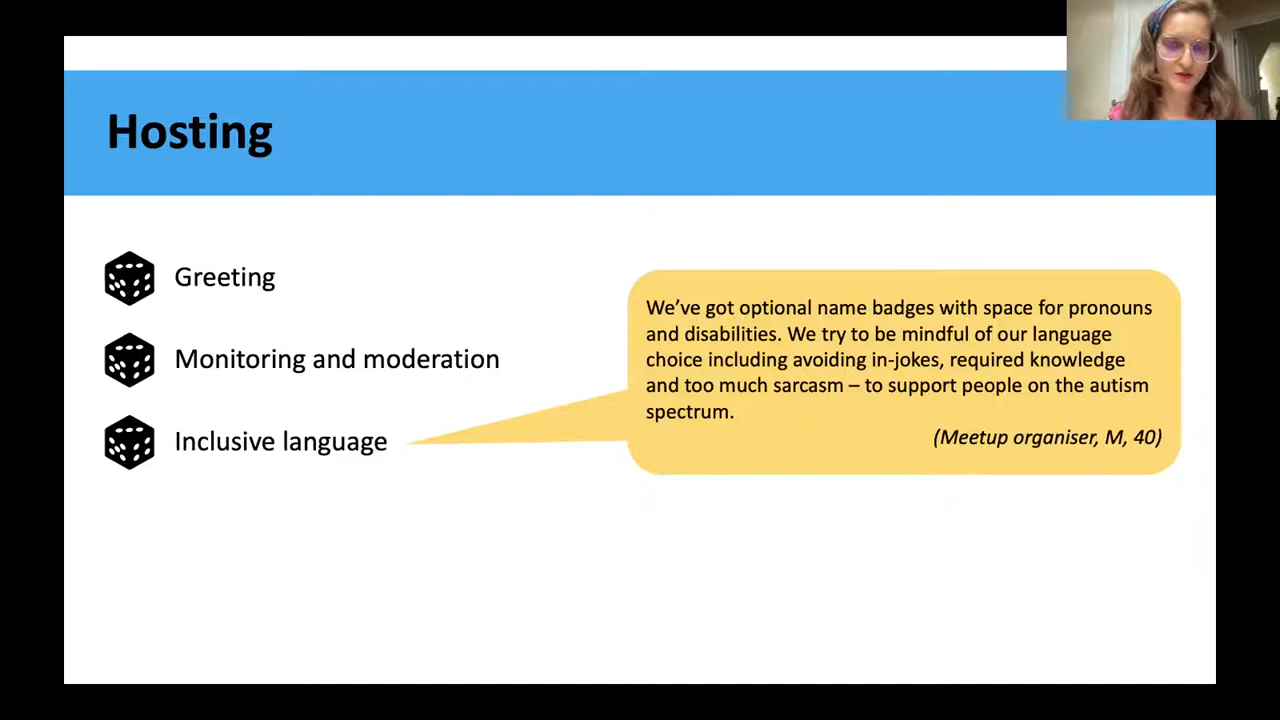 Hosting
Greeting
Monitoring and moderation
Inclusive language
We’ve got optional name badges with space for pronouns
and disabilities. We try to be mindful of our language
choice including avoiding in-jokes, required knowledge
and too much sarcasm – to support people on the autism
spectrum.
(Meetup organiser, M, 40)